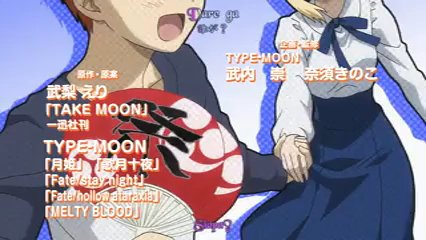 Dare ga
誰が?
企画・監修
TYPE-MOON
武内 崇 奈須きのこ
原作・原案
武梨えり
「TAKE MOON」
一迅社刊
TYPE-MOON
「月姫」「歌月十夜」
「Fate/stay night」
「Fate/hollow ataraxia」
「MELTY BLOOD」